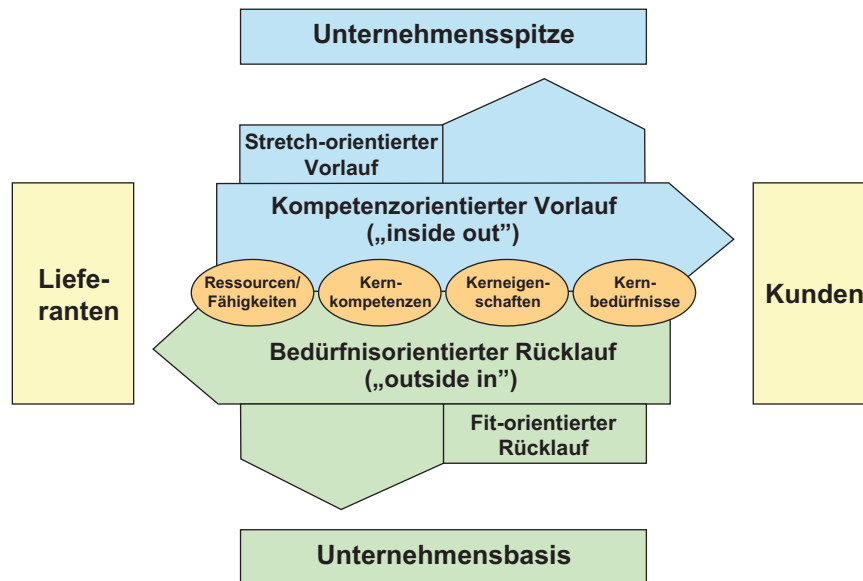 Unternehmensspitze
Stretch-orientierter
Vorlauf
Kompetenzorientierter Vorlauf
(„inside out”)
Liefe-
ranten
Ressourcen/
Fähigkeiten
Kern-
kompetenzen
Kerneigen-
schaften
Kern-
bedürfnisse
Kunden
Bedürfnisorientierter Rücklauf
(„outside in”)
Fit-orientierter
Rücklauf
Unternehmensbasis